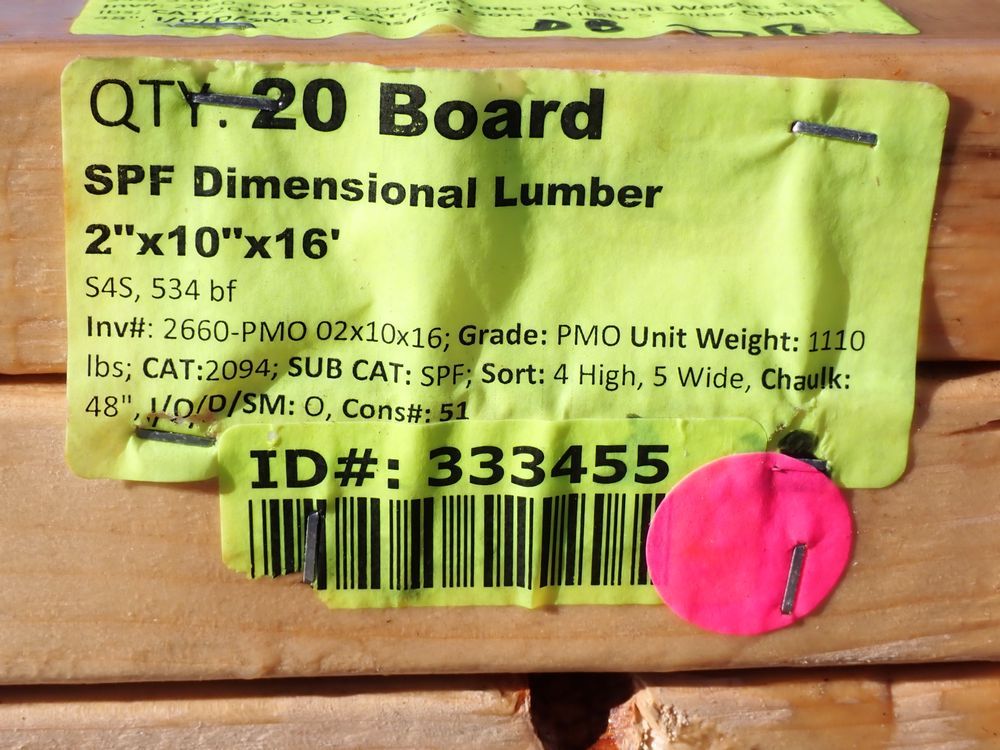 QTY: 20 Board
SPF Dimensional Lumber
2"x10"x16'
S4S, 534 bf
Inv#: 2660-PMO 02x10x16; Grade: PMO Unit Weight: 1110
lbs; CAT:2094; SUB CAT: SPF; Sort: 4 High, 5 Wide, Chaulk:
48", I/O/D/SM: O, Cons#: 51
ID#: 333455